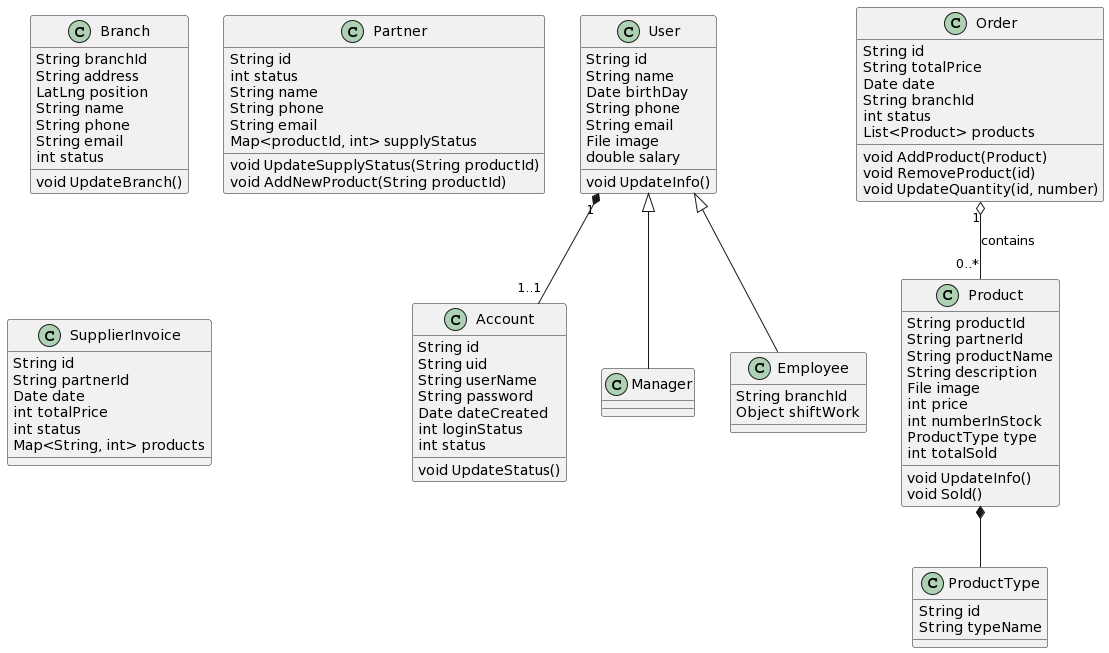 C Branch
String branchId
String address
LatLng position
String name
String phone
String email
int status
void UpdateBranch()
C Partner
String id
int status
String name
String phone
String email
Map<productId, int> supplyStatus
void UpdateSupplyStatus(String productId)
void AddNewProduct(String productId)
C User
String id
String name
Date birthDay
String phone
String email
File image
double salary
void UpdateInfo()
C Order
String id
String totalPrice
Date date
String branchId
int status
List<Product> products
void AddProduct(Product)
void RemoveProduct(id)
void UpdateQuantity(id, number)
1
1..1
1
contains
0..*
C SupplierInvoice
String id
String partnerId
Date date
int totalPrice
int status
Map<String, int> products
C Account
String id
String uid
String userName
String password
Date dateCreated
int loginStatus
int status
void UpdateStatus()
C Manager
C Employee
String branchId
Object shiftWork
C Product
String productId
String partnerId
String productName
String description
File image
int price
int numberInStock
ProductType type
int totalSold
void UpdateInfo()
void Sold()
C ProductType
String id
String typeName